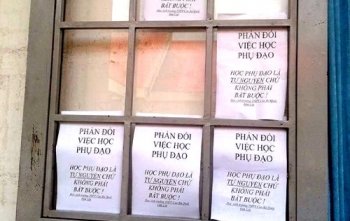 BẮT BUỘC !
PHẢN ĐỐI
VIỆC HỌC
PHỤ ĐẠO
HỌC PHỤ ĐẠO LÀ
TỰ NGUYỆN CHỨ
KHÔNG PHẢI
BẮT BUỘC !
PHẢN ĐỐI
VIỆC HỌC
PHỤ ĐẠO
HỌC PHỤ ĐẠO LÀ
TỰ NGUYỆN CHỨ
KHÔNG PHẢI
BẮT BUỘC !
PHẢN ĐỐI
VIỆC HỌC
PHỤ ĐẠO
HỌC PHỤ ĐẠO LÀ
TỰ NGUYỆN CHỨ
KHÔNG PHẢI
BẮT BUỘC !
PHẢN ĐỐI
VIỆC HỌC
PHỤ ĐẠO
HỌC PHỤ ĐẠO LÀ
TỰ NGUYỆN CHỨ
KHÔNG PHẢI
BẮT BUỘC !